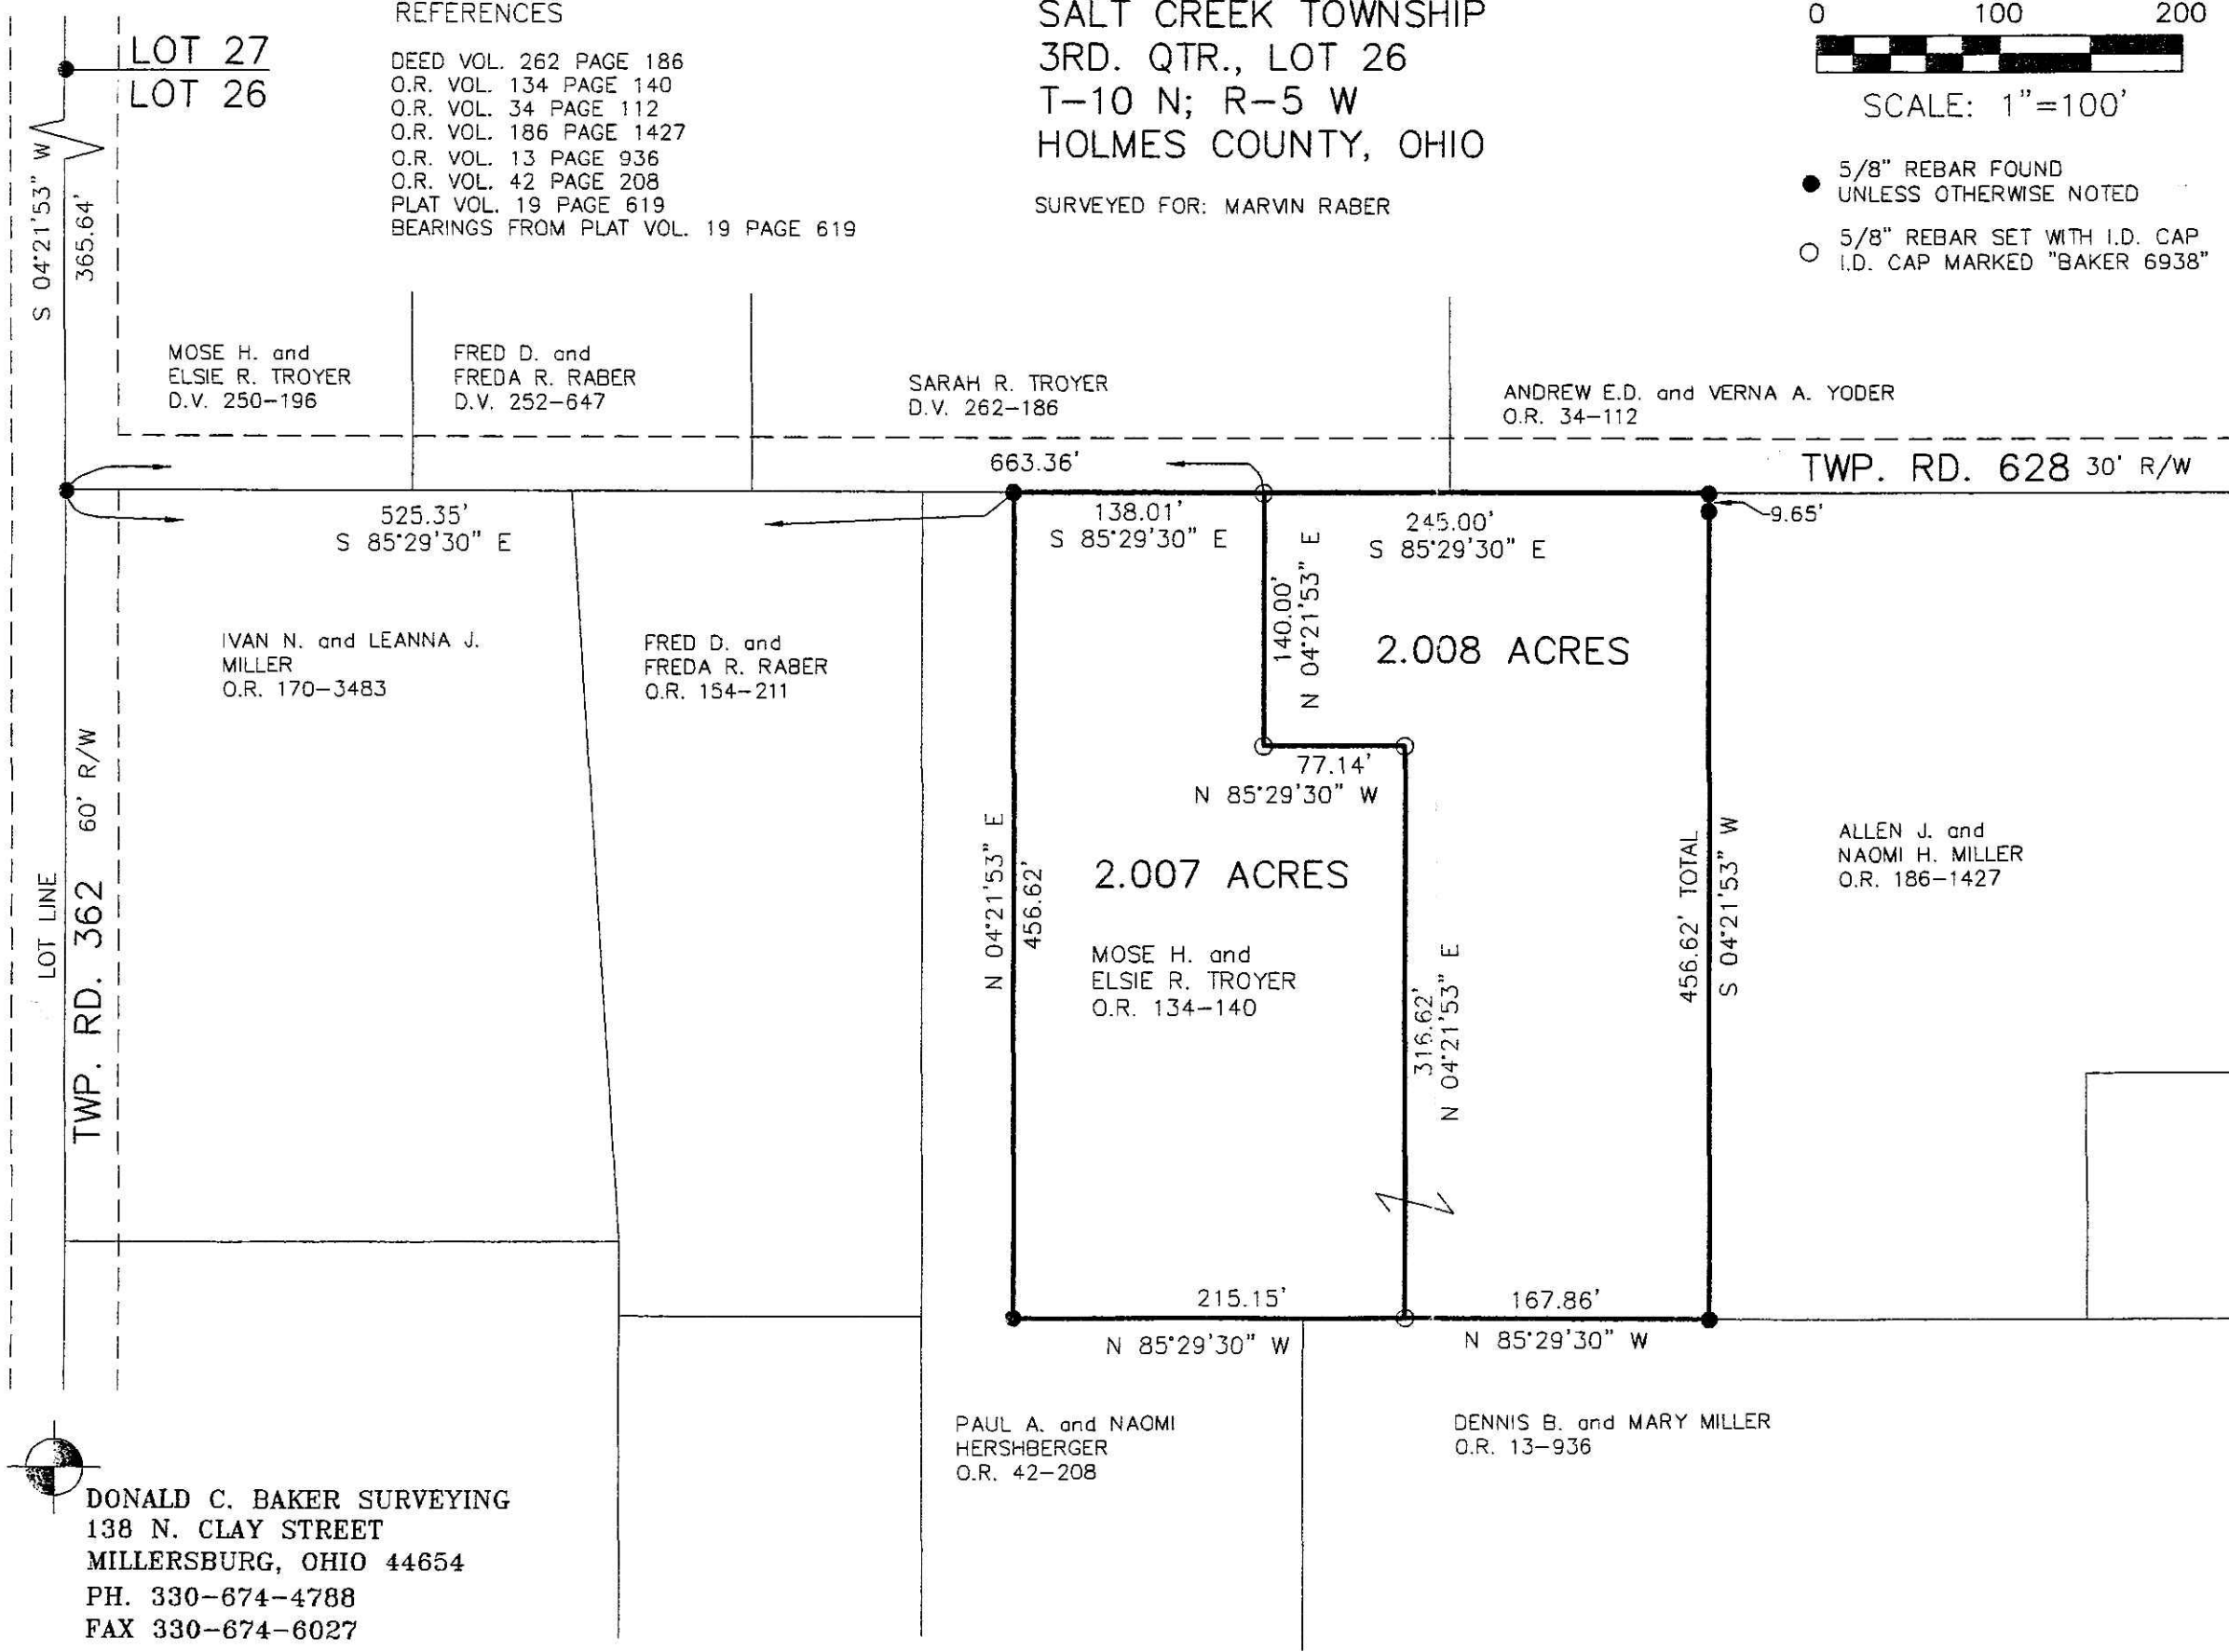 REFERENCES
DEED VOL. 262 PAGE 186
O.R. VOL. 134 PAGE 140
O.R. VOL. 34 PAGE 112
O.R. VOL. 186 PAGE 1427
O.R. VOL. 13 PAGE 936
O.R. VOL. 42 PAGE 208
PLAT VOL. 19 PAGE 619
BEARINGS FROM PLAT VOL. 19 PAGE 619
SALT CREEK TOWNSHIP
3RD. QTR., LOT 26
T-10 N; R-5 W
HOLMES COUNTY, OHIO
SURVEYED FOR: MARVIN RABER
0 100 200
SCALE: 1"=100'
5/8" REBAR FOUND
UNLESS OTHERWISE NOTED
5/8" REBAR SET WITH I.D. CAP
I.D. CAP MARKED "BAKER 6938"
LOT 27
LOT 26
S 04°21'53" W
365.64'
MOSE H. and
ELSIE R. TROYER
D.V. 250-196
FRED D. and
FREDA R. RABER
D.V. 252-647
SARAH R. TROYER
D.V. 262-186
ANDREW E.D. and VERNA A. YODER
O.R. 34-112
TWP. RD. 628 30' R/W
663.36'
525.35'
S 85°29'30" E
138.01'
S 85°29'30" E
245.00'
S 85°29'30" E
9.65'
140.00'
N 04°21'53" E
2.008 ACRES
IVAN N. and LEANNA J.
MILLER
O.R. 170-3483
FRED D. and
FREDA R. RABER
O.R. 154-211
77.14'
N 85°29'30" W
N 04°21'53" E
456.62'
2.007 ACRES
MOSE H. and
ELSIE R. TROYER
O.R. 134-140
316.62'
N 04°21'53" E
456.62' TOTAL
S 04°21'53" W
ALLEN J. and
NAOMI H. MILLER
O.R. 186-1427
LOT LINE
TWP. RD. 362 60' R/W
215.15'
N 85°29'30" W
167.86'
N 85°29'30" W
PAUL A. and NAOMI
HERSHBERGER
O.R. 42-208
DENNIS B. and MARY MILLER
O.R. 13-936
DONALD C. BAKER SURVEYING
138 N. CLAY STREET
MILLERSBURG, OHIO 44654
PH. 330-674-4788
FAX 330-674-6027